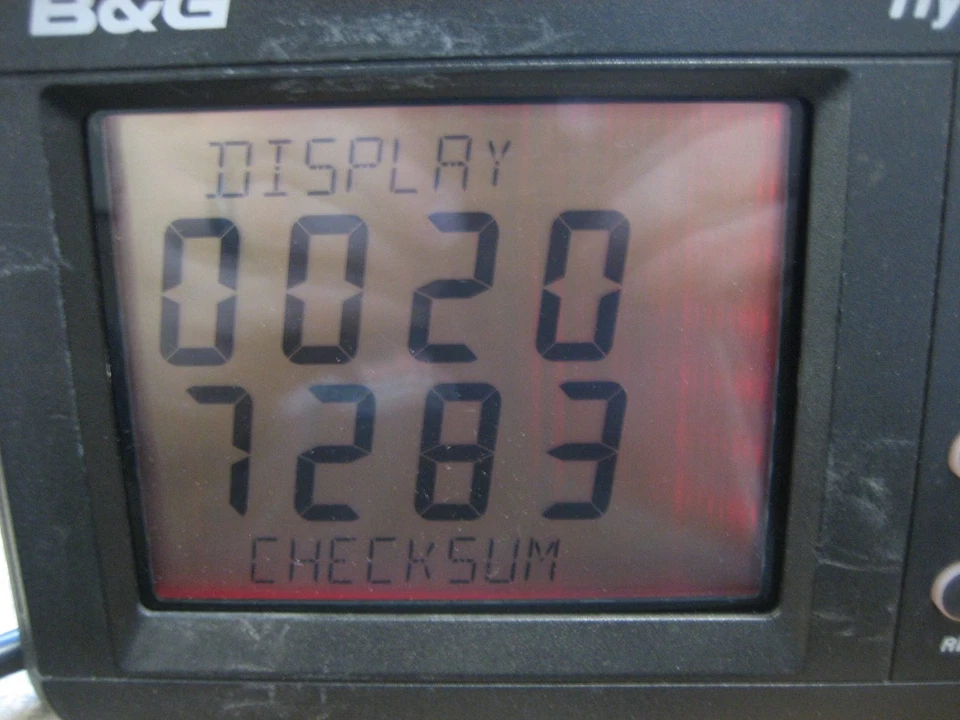 B&G
DISPLAY
0020
7283
CHECKSUM